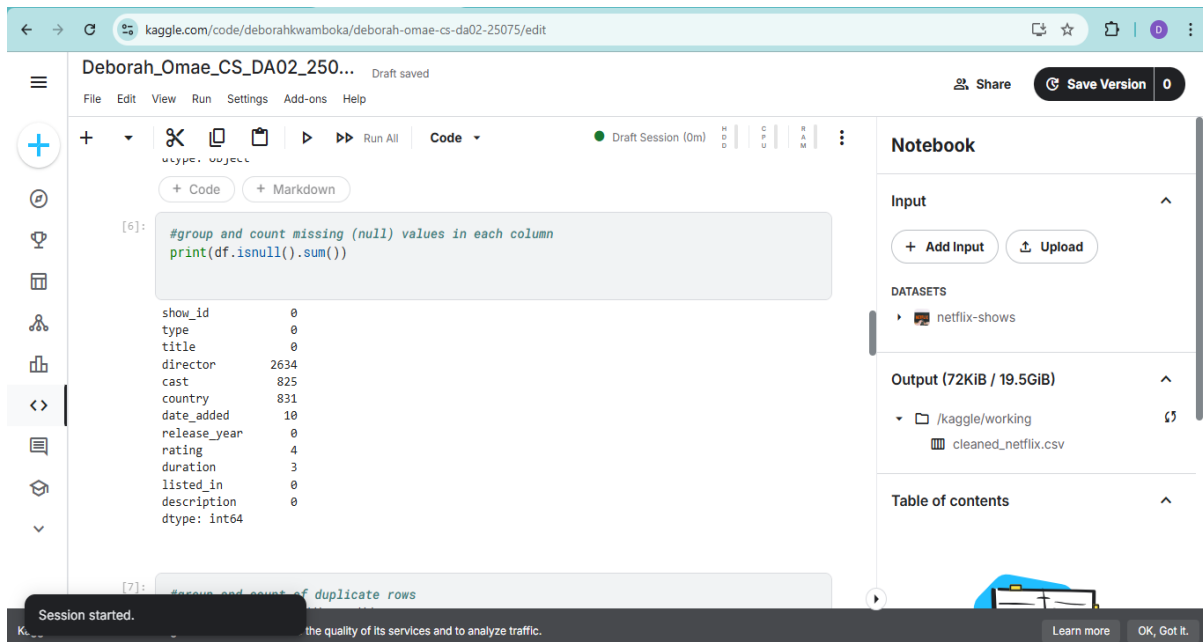 kaggle.com/code/deborahkwamboka/deborah-omae-cs-da02-25075/edit
D
Deborah_Omae_CS_DA02_250... Draft saved
File Edit View Run Settings Add-ons Help
Share
Save Version 0
Run All Code
Draft Session (0m)
HDD
CPU
RAM
Notebook
dtype: object
+ Code + Markdown
[6]:
#group and count missing (null) values in each column
print(df.isnull().sum())
show_id 0
type 0
title 0
director 2634
cast 825
country 831
date_added 10
release_year 0
rating 4
duration 3
listed_in 0
description 0
dtype: int64
[7]:
#group and count of duplicate rows
Input
+ Add Input Upload
DATASETS
netflix-shows
Output (72KiB / 19.5GiB)
/kaggle/working
cleaned_netflix.csv
Table of contents
Session started.
the quality of its services and to analyze traffic.
Learn more OK, Got it.